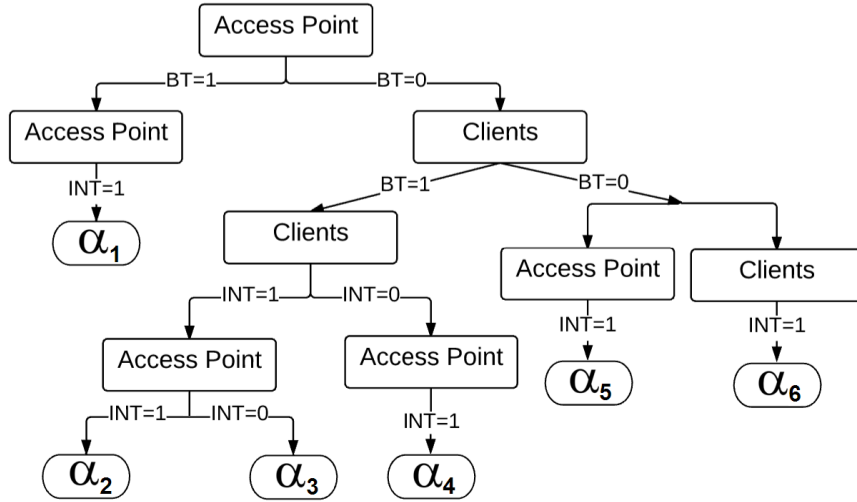 Access Point
BT=1
BT=0
Access Point
Clients
INT=1
BT=1
BT=0
α1
Clients
Access Point
Clients
INT=1
INT=0
INT=1
INT=1
Access Point
Access Point
α5
α6
INT=1
INT=0
INT=1
α2
α3
α4